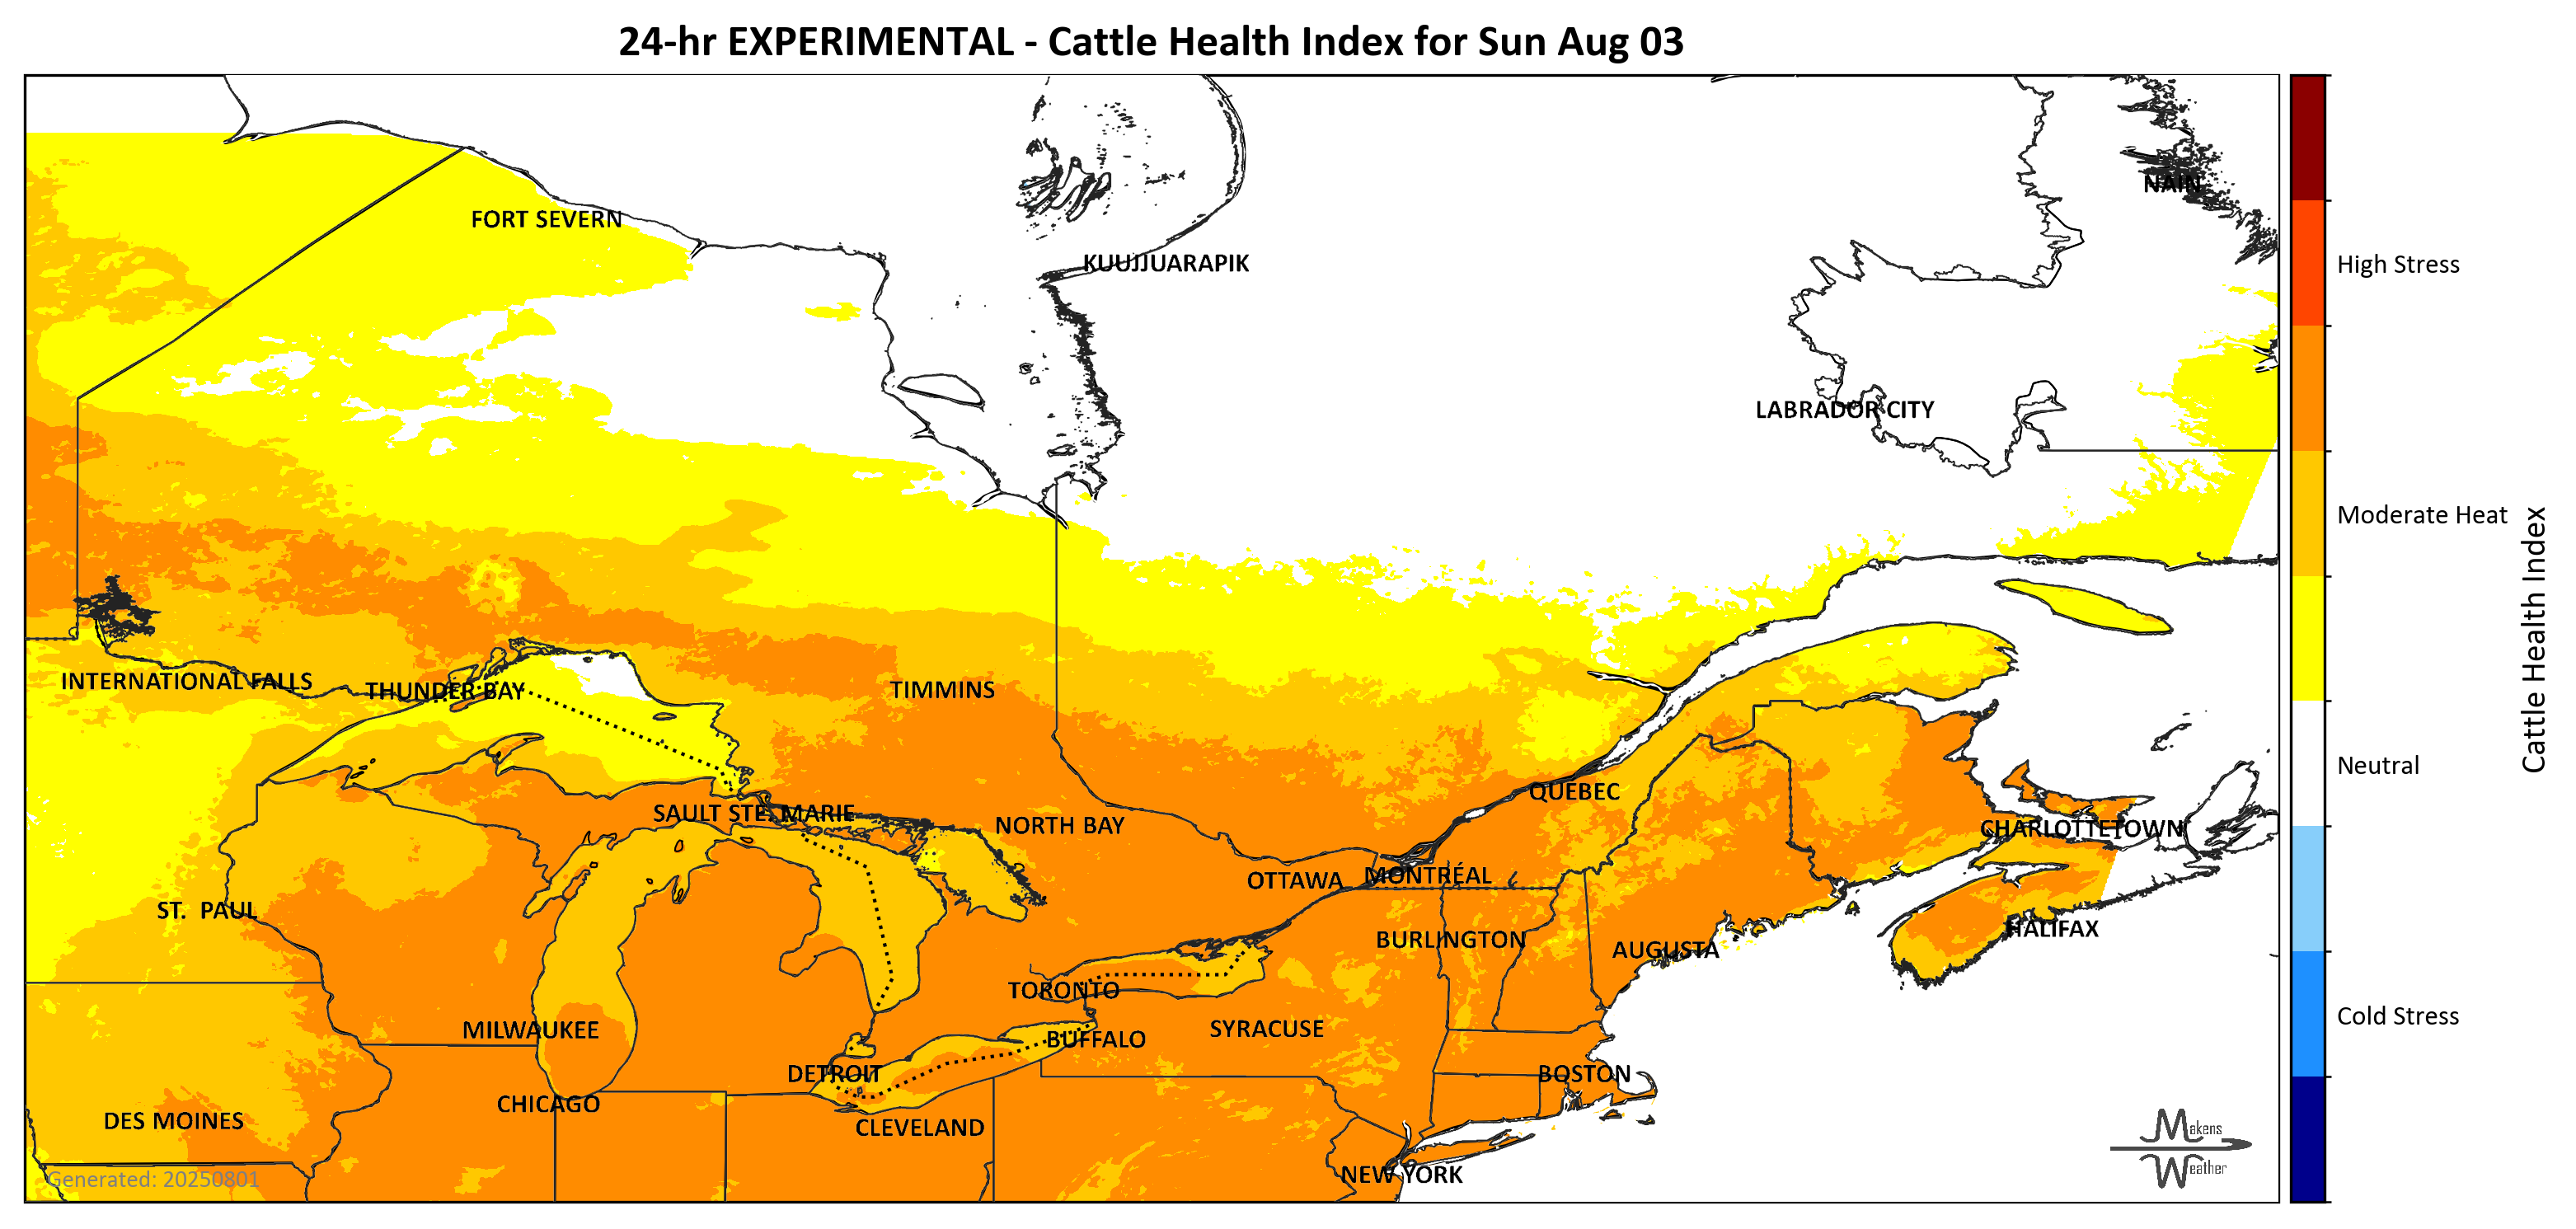 24-hr EXPERIMENTAL - Cattle Health Index for Sun Aug 03
NAIN
FORT SEVERN
KUUJJUARAPIK
High Stress
LABRADOR CITY
Moderate Heat
Cattle Health Index
INTERNATIONAL FALLS
THUNDER BAY
TIMMINS
Neutral
QUEBEC
SAULT STE. MARIE
NORTH BAY
CHARLOTTETOWN
OTTAWA
MONTRÉAL
ST. PAUL
HALIFAX
BURLINGTON
AUGUSTA
TORONTO
Cold Stress
MILWAUKEE
SYRACUSE
BUFFALO
DETROIT
BOSTON
CHICAGO
DES MOINES
CLEVELAND
Makens
Weather
NEW YORK
Generated: 20250801